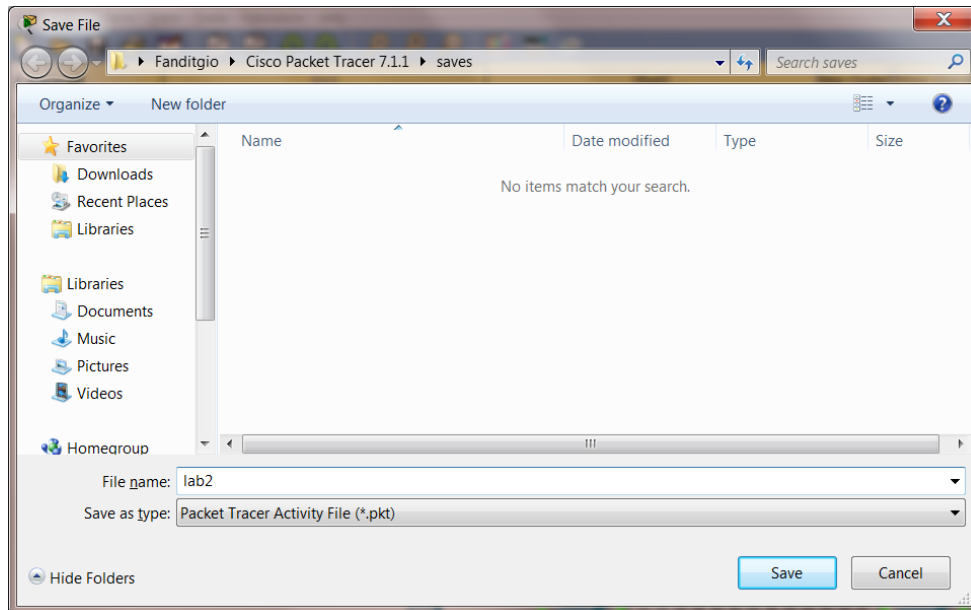 Save File
Fanditgio Cisco Packet Tracer 7.1.1 saves Search saves
Organize New folder
Name Date modified Type Size
No items match your search.
Favorites
Downloads
Recent Places
Libraries
Libraries
Documents
Music
Pictures
Videos
Homegroup
File name: lab2
Save as type: Packet Tracer Activity File (*.pkt)
Hide Folders Save Cancel